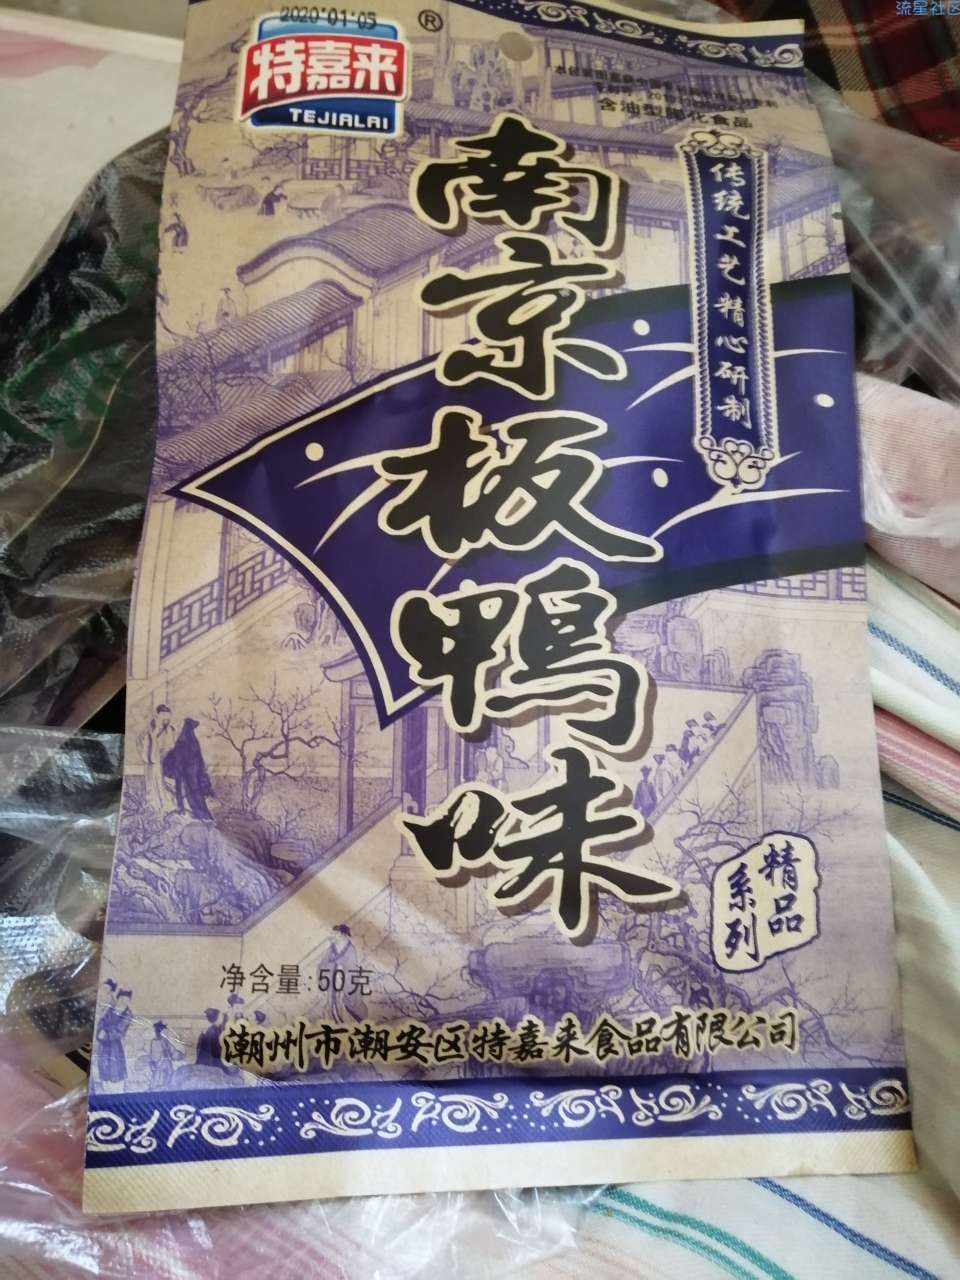 流星社区
2020'01'05
®
特嘉来
TEJIALAI
含油型膨化食品
传统工艺精心研制
南京板鸭味
精品
系列
净含量:50克
潮州市潮安区特嘉来食品有限公司